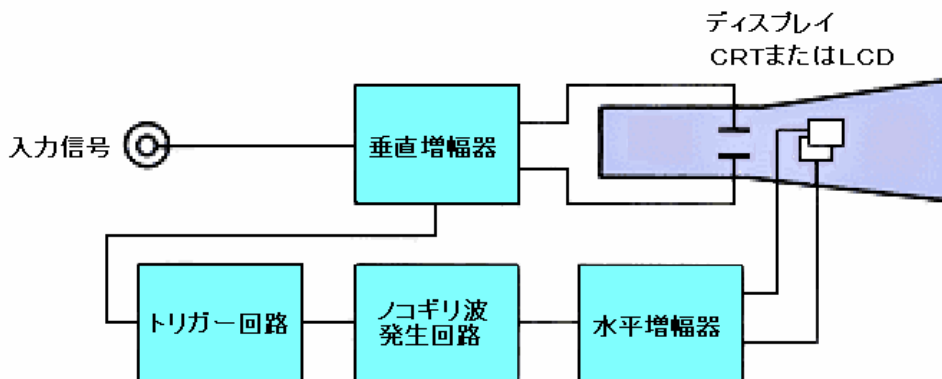 ディスプレイ
CRTまたはLCD
入力信号
垂直増幅器
トリガー回路
ノコギリ波
発生回路
水平増幅器